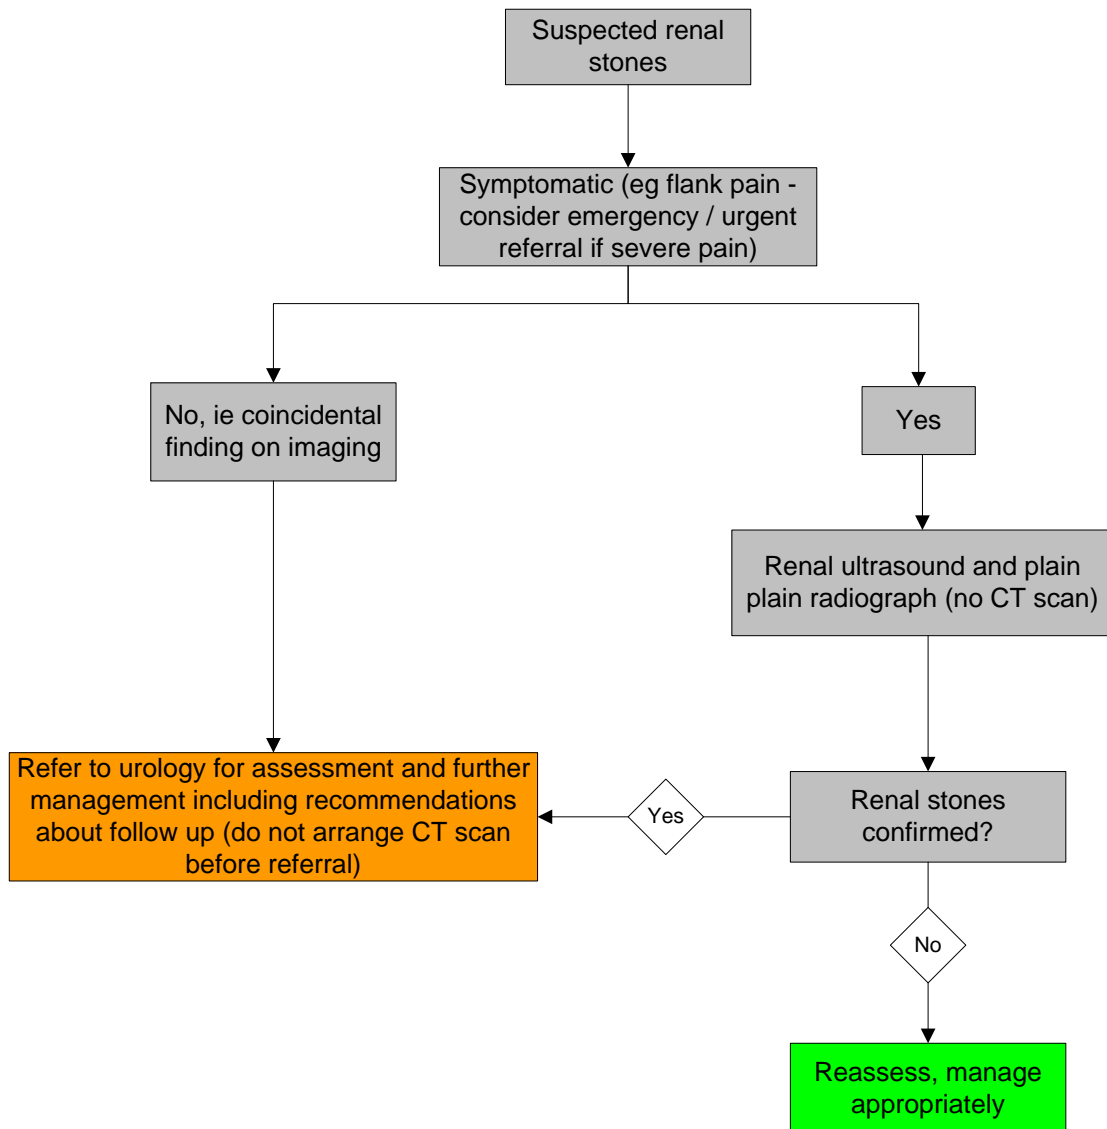 Suspected renal
stones
Symptomatic (eg flank pain -
consider emergency / urgent
referral if severe pain)
No, ie coincidental
finding on imaging
Yes
Renal ultrasound and plain
plain radiograph (no CT scan)
Refer to urology for assessment and further
management including recommendations
about follow up (do not arrange CT scan
before referral)
Yes
Renal stones
confirmed?
No
Reassess, manage
appropriately